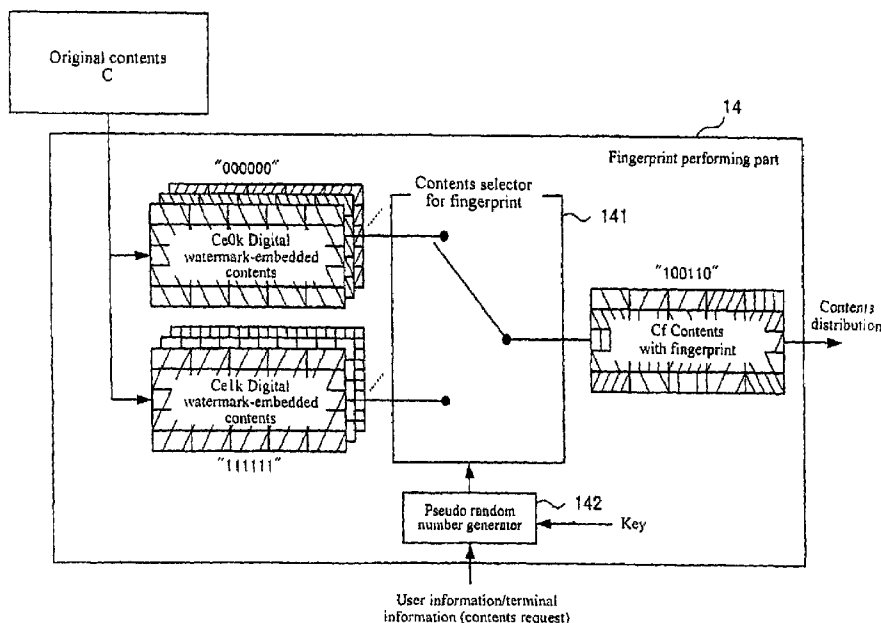 Original contents
C
14
Fingerprint performing part
"000000"
Contents selector
for fingerprint
141
Ce0k Digital
watermark-embedded
contents
"100110"
Cf Contents
with fingerprint
Contents
distribution
Ce1k Digital
watermark-embedded
contents
"111111"
142
Pseudo random
number generator
Key
User information/terminal
information (contents request)